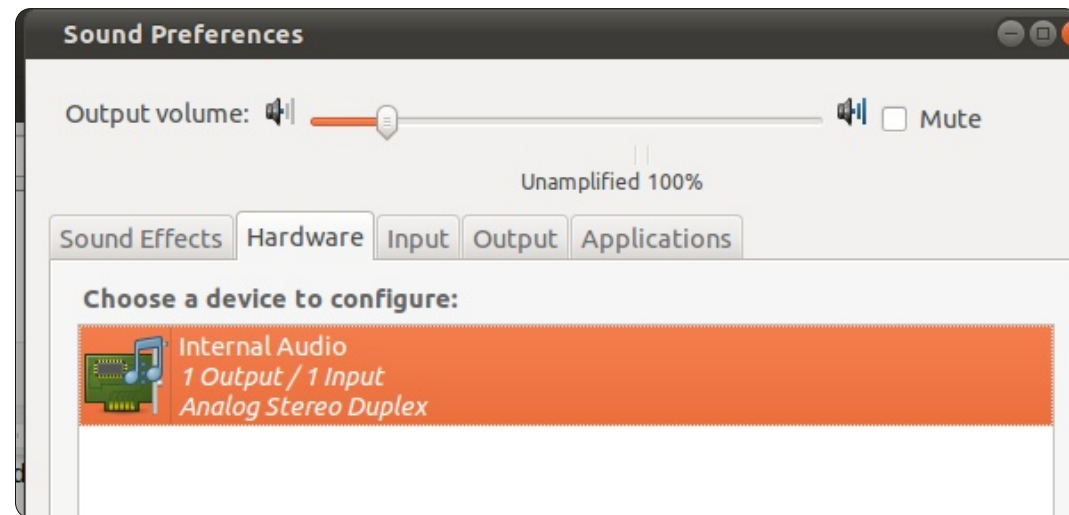 Sound Preferences
Output volume: Mute
Unamplified 100%
Sound Effects Hardware Input Output Applications
Choose a device to configure:
Internal Audio
1 Output / 1 Input
Analog Stereo Duplex